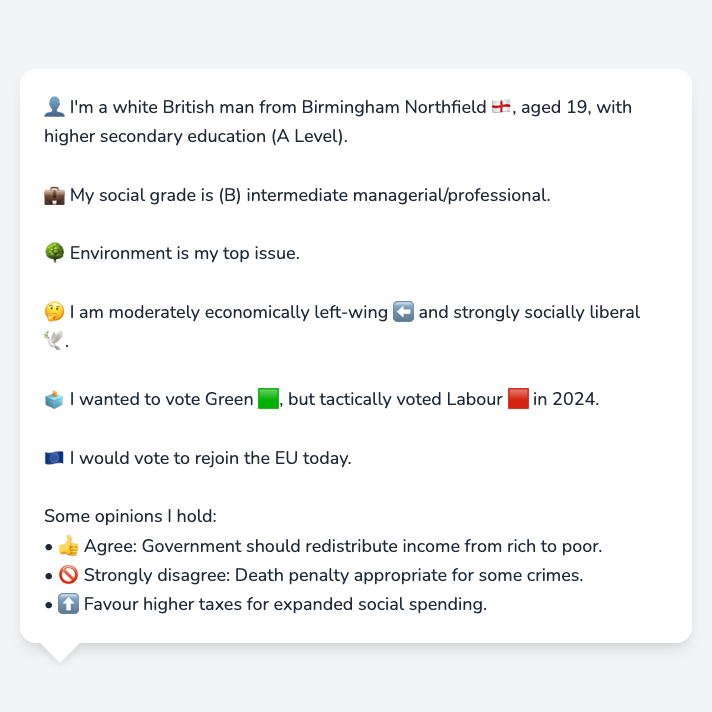 👤 I'm a white British man from Birmingham Northfield 🏴󠁧󠁢󠁥󠁮󠁧󠁿, aged 19, with
higher secondary education (A Level).
💼 My social grade is (B) intermediate managerial/professional.
🌳 Environment is my top issue.
🤔 I am moderately economically left-wing ⬅️ and strongly socially liberal
🕊️.
🗳️ I wanted to vote Green 🟩, but tactically voted Labour 🟥 in 2024.
🇪🇺 I would vote to rejoin the EU today.
Some opinions I hold:
• 👍 Agree: Government should redistribute income from rich to poor.
• 🚫 Strongly disagree: Death penalty appropriate for some crimes.
• ⬆️ Favour higher taxes for expanded social spending.